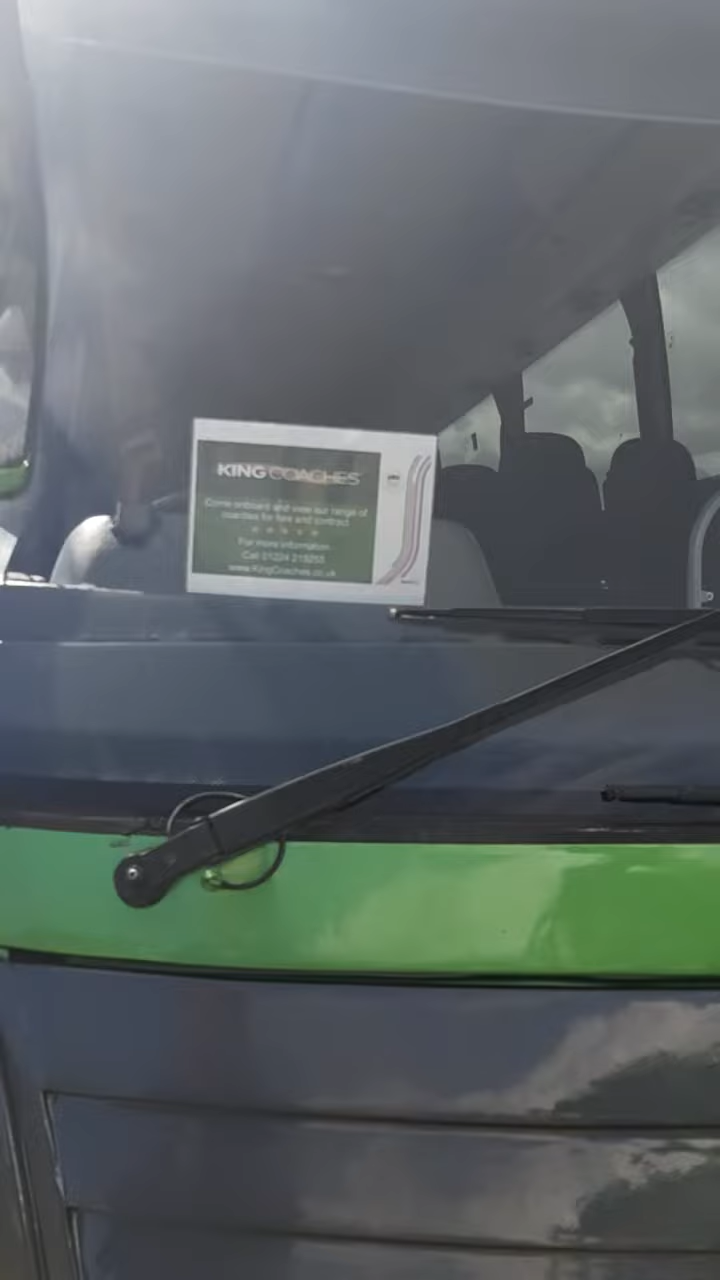 KING COACHES
Come onboard and view our range of
coaches for hire and contract
For more information
Call 01224 219255
www.KingCoaches.co.uk